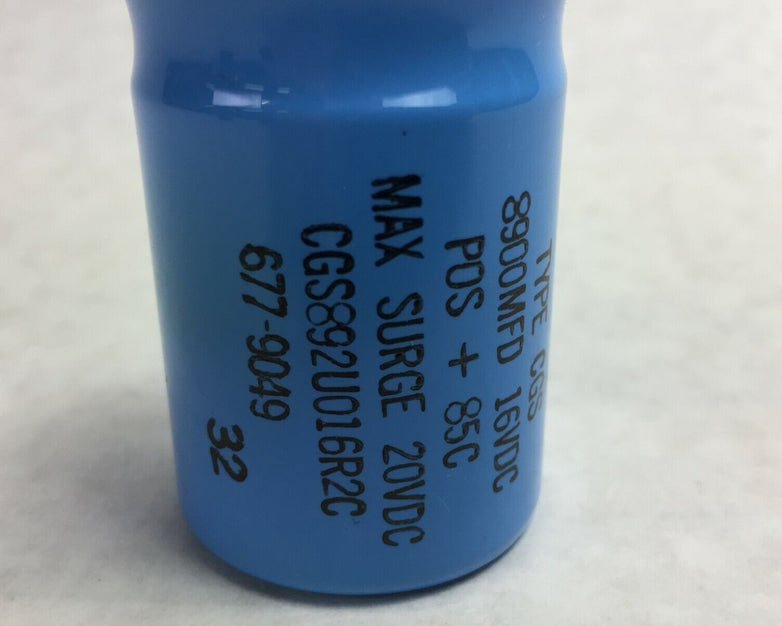 TYPE CGS
8900MFD 16VDC
POS + 85C
MAX SURGE 20VDC
CGS892U016R2C
677-9049
32